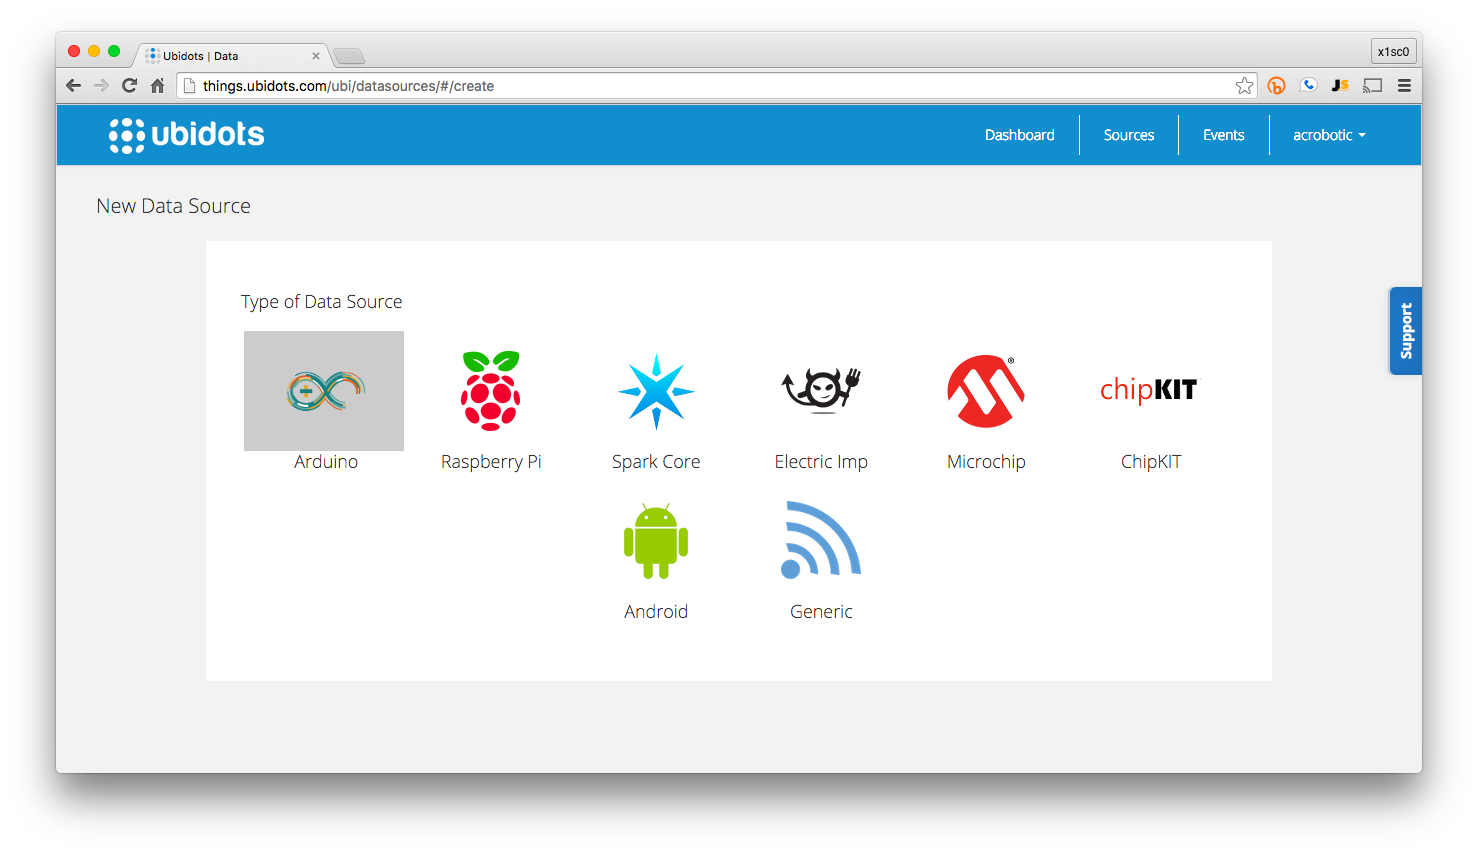 Ubidots | Data
x1sc0
things.ubidots.com/ubi/datasources/#/create
JS
ubidots
Dashboard
Sources
Events
acrobotic
New Data Source
Type of Data Source
Support
chipKIT
Arduino
Raspberry Pi
Spark Core
Electric Imp
Microchip
ChipKIT
Android
Generic